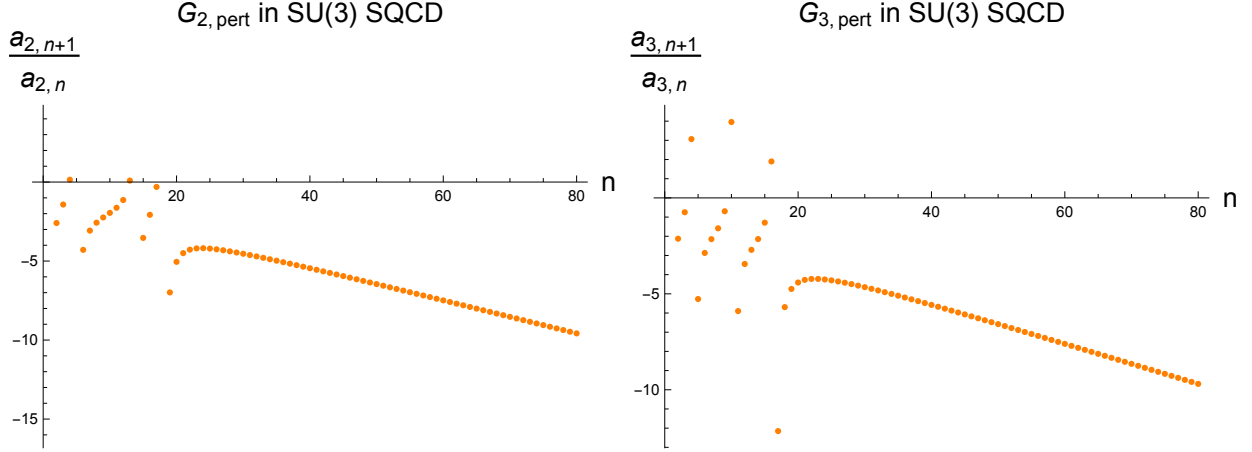 G2, pert in SU(3) SQCD
a2, n+1
a2, n
n
20
40
60
80
−5
−10
−15
G3, pert in SU(3) SQCD
a3, n+1
a3, n
n
20
40
60
80
−5
−10